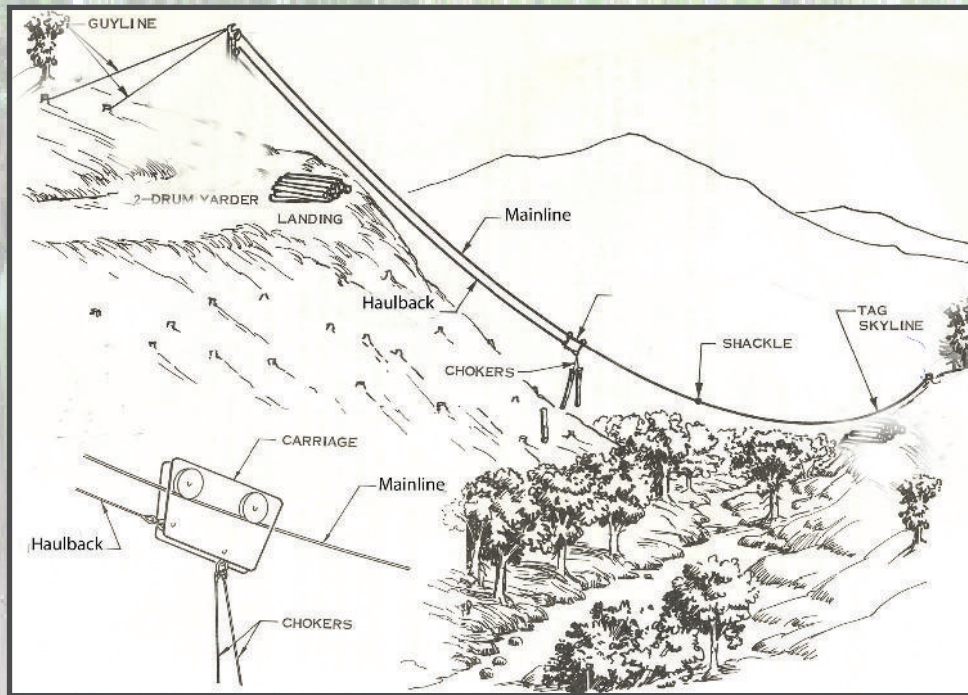 GUYLINE
2-DRUM YARDER
LANDING
Mainline
Haulback
CHOKERS
SHACKLE
TAG
SKYLINE
CARRIAGE
Mainline
Haulback
CHOKERS